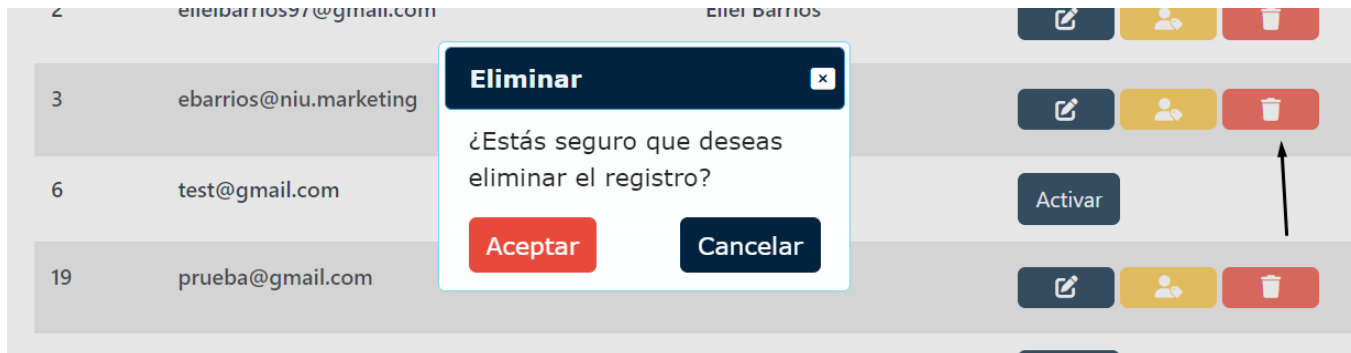 2 elielbarrios97@gmail.com Eliel Barrios
Eliminar
3 ebarrios@niu.marketing
¿Estás seguro que deseas
eliminar el registro?
6 test@gmail.com Activar
Aceptar Cancelar
19 prueba@gmail.com